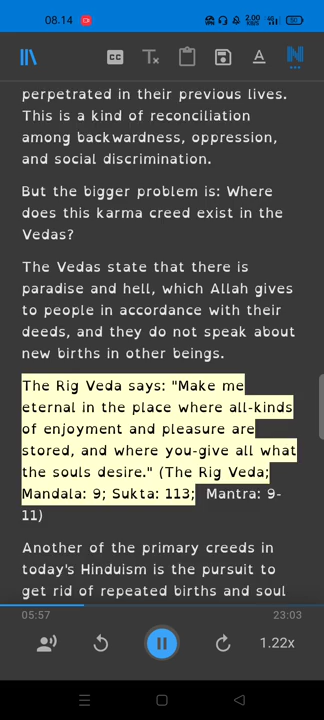 08.14
2.00
KB/S
50
CC
A
N
perpetrated in their previous lives.
This is a kind of reconciliation
among backwardness, oppression,
and social discrimination.
But the bigger problem is: Where
does this karma creed exist in the
Vedas?
The Vedas state that there is
paradise and hell, which Allah gives
to people in accordance with their
deeds, and they do not speak about
new births in other beings.
The Rig Veda says: "Make me
eternal in the place where all-kinds
of enjoyment and pleasure are
stored, and where you-give all what
the souls desire." (The Rig Veda;
Mandala: 9; Sukta: 113; Mantra: 9-
11)
Another of the primary creeds in
today's Hinduism is the pursuit to
get rid of repeated births and soul
05:57
23:03
1.22x